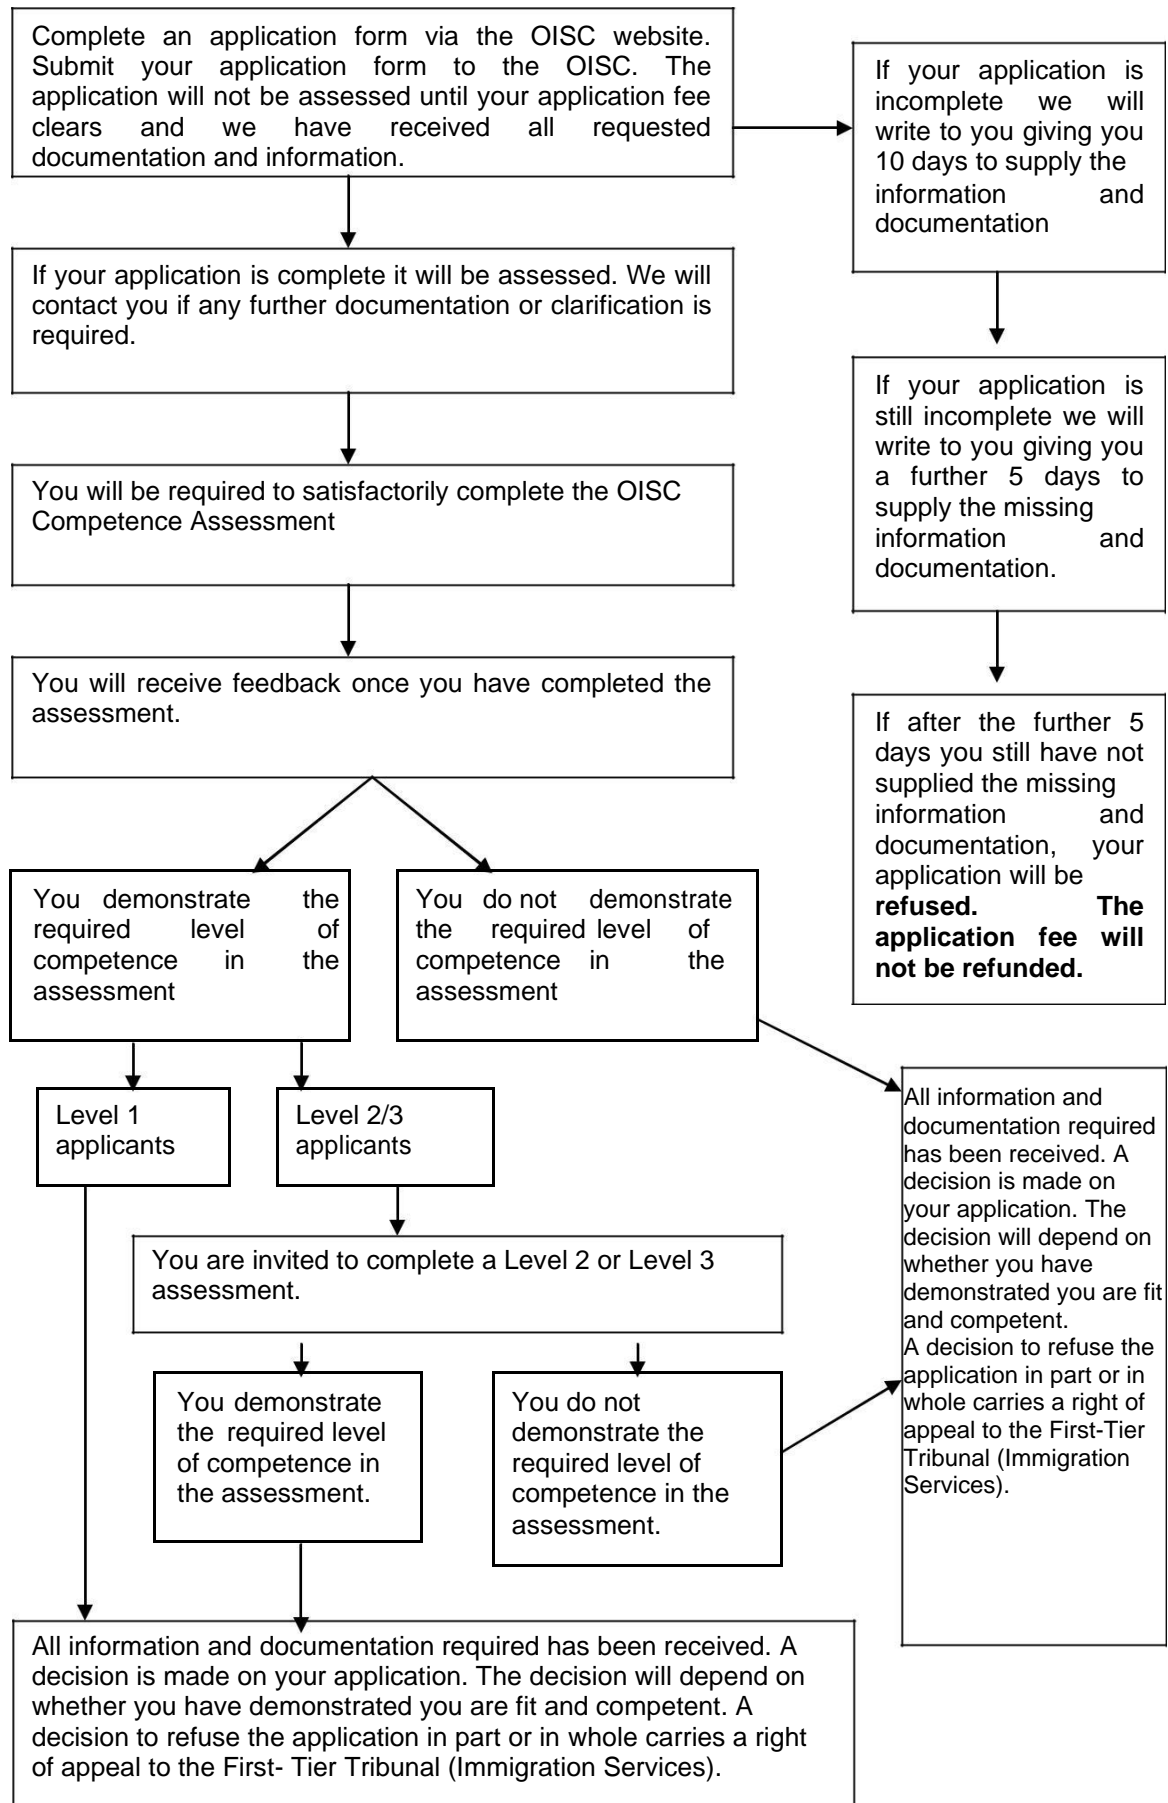 Complete an application form via the OISC website.
Submit your application form to the OISC. The
application will not be assessed until your application fee
clears and we have received all requested
documentation and information.
If your application is
incomplete we will
write to you giving you
10 days to supply the
information and
documentation
If your application is complete it will be assessed. We will
contact you if any further documentation or clarification is
required.
If your application is
still incomplete we will
write to you giving you
a further 5 days to
supply the missing
information and
documentation.
You will be required to satisfactorily complete the OISC
Competence Assessment
You will receive feedback once you have completed the
assessment.
If after the further 5
days you still have not
supplied the missing
information and
documentation, your
application will be
refused. The
application fee will
not be refunded.
You demonstrate the
required level of
competence in the
assessment
You do not demonstrate
the required level of
competence in the
assessment
Level 1
applicants
Level 2/3
applicants
All information and
documentation required
has been received. A
decision is made on
your application. The
decision will depend on
whether you have
demonstrated you are fit
and competent.
A decision to refuse the
application in part or in
whole carries a right of
appeal to the First-Tier
Tribunal (Immigration
Services).
You are invited to complete a Level 2 or Level 3
assessment.
You demonstrate
the required level
of competence in
the assessment.
You do not
demonstrate the
required level of
competence in the
assessment.
All information and documentation required has been received. A
decision is made on your application. The decision will depend on
whether you have demonstrated you are fit and competent. A
decision to refuse the application in part or in whole carries a right
of appeal to the First- Tier Tribunal (Immigration Services).